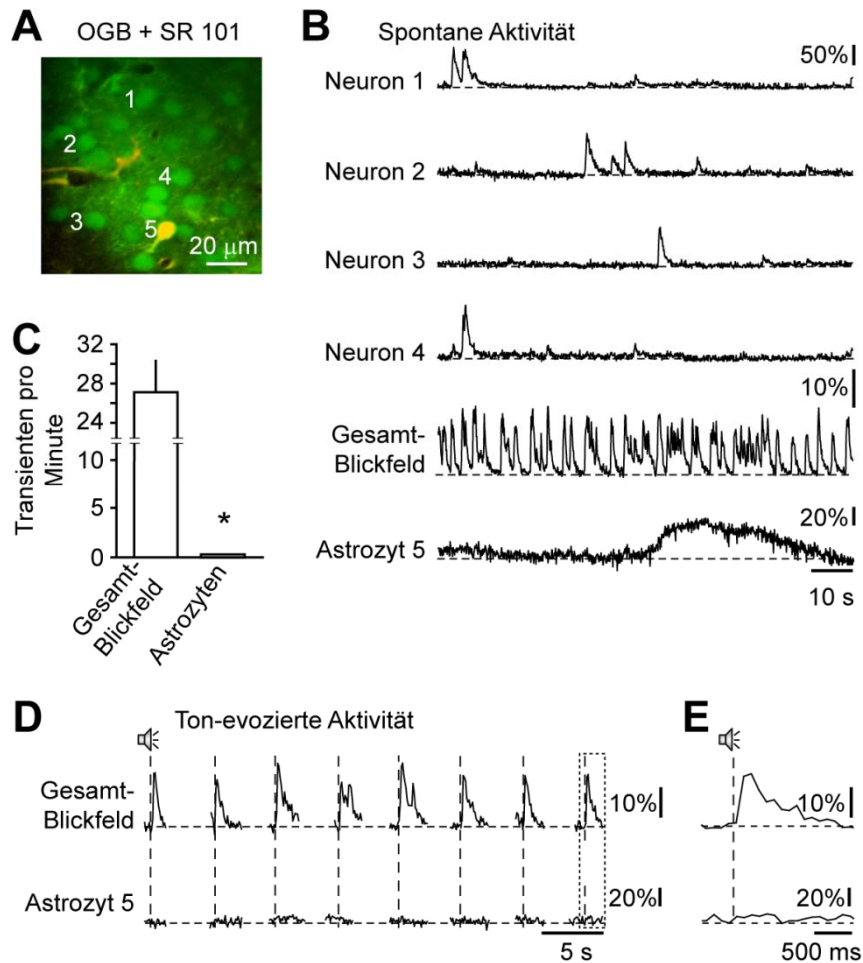 A
OGB + SR 101
1
2
4
3
5
20 μm
B
Spontane Aktivität
50%
Neuron 1
Neuron 2
Neuron 3
Neuron 4
10%
Gesamt-
Blickfeld
20%
Astrozyt 5
10 s
C
Transienten pro
Minute
32
28
24
10
5
0
*
Gesamt-
Blickfeld
Astrozyten
D
Ton-evozierte Aktivität
Gesamt-
Blickfeld
10%
Astrozyt 5
20%
5 s
E
10%
20%
500 ms